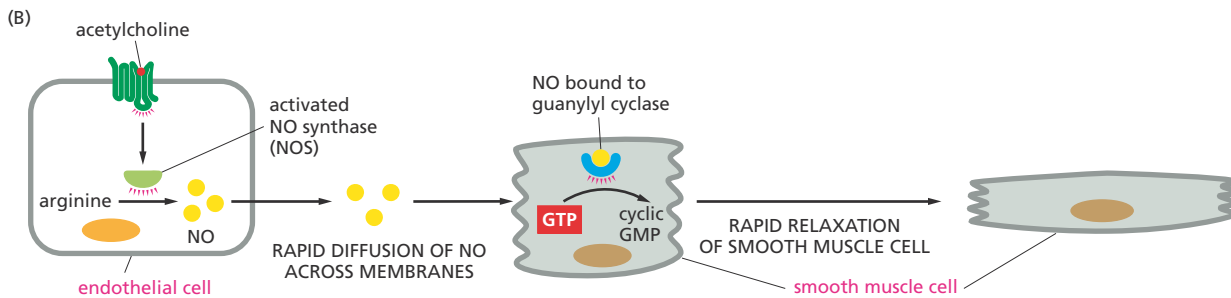 (B)
acetylcholine
activated
NO synthase
(NOS)
arginine
NO
endothelial cell
RAPID DIFFUSION OF NO
ACROSS MEMBRANES
NO bound to
guanylyl cyclase
GTP
cyclic
GMP
RAPID RELAXATION
OF SMOOTH MUSCLE CELL
smooth muscle cell